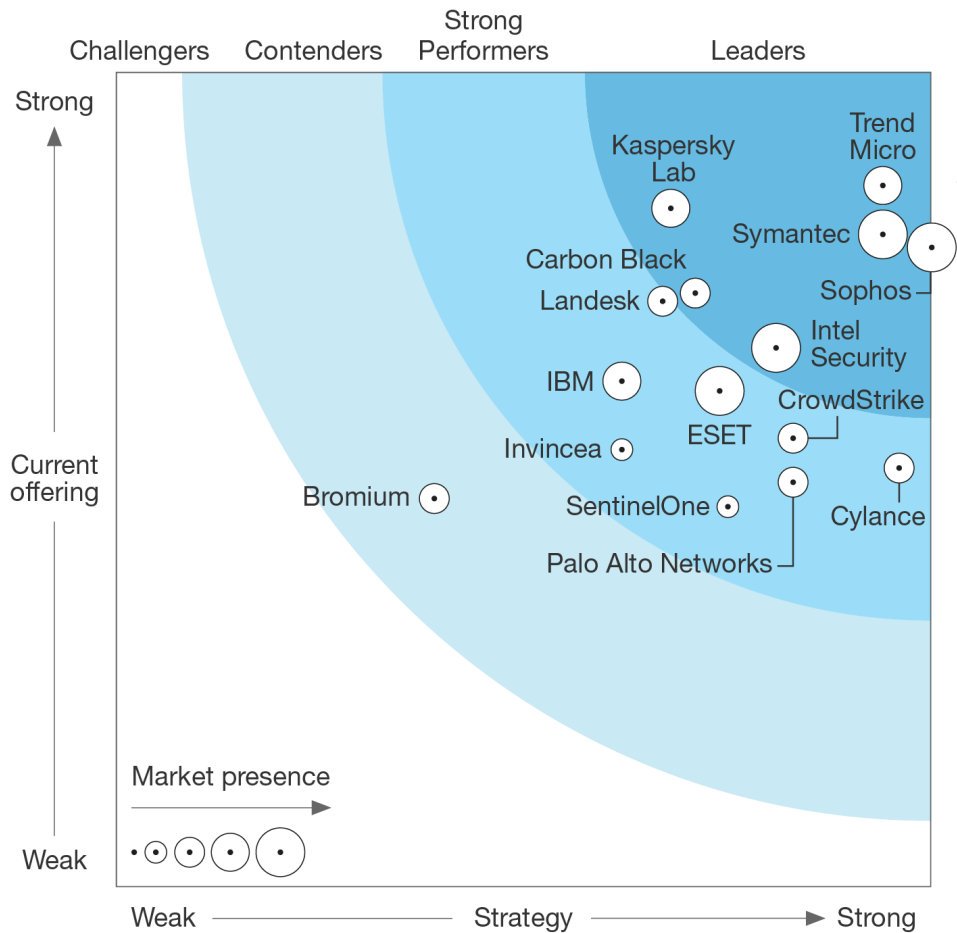 Strong
Challengers Contenders Performers Leaders
Strong
Trend
Micro
Kaspersky
Lab
Symantec
Carbon Black
Sophos
Landesk
Intel
Security
IBM
CrowdStrike
ESET
Invincea
Current
offering
Bromium
SentinelOne
Cylance
Palo Alto Networks
Market presence
Weak
Weak Strategy Strong